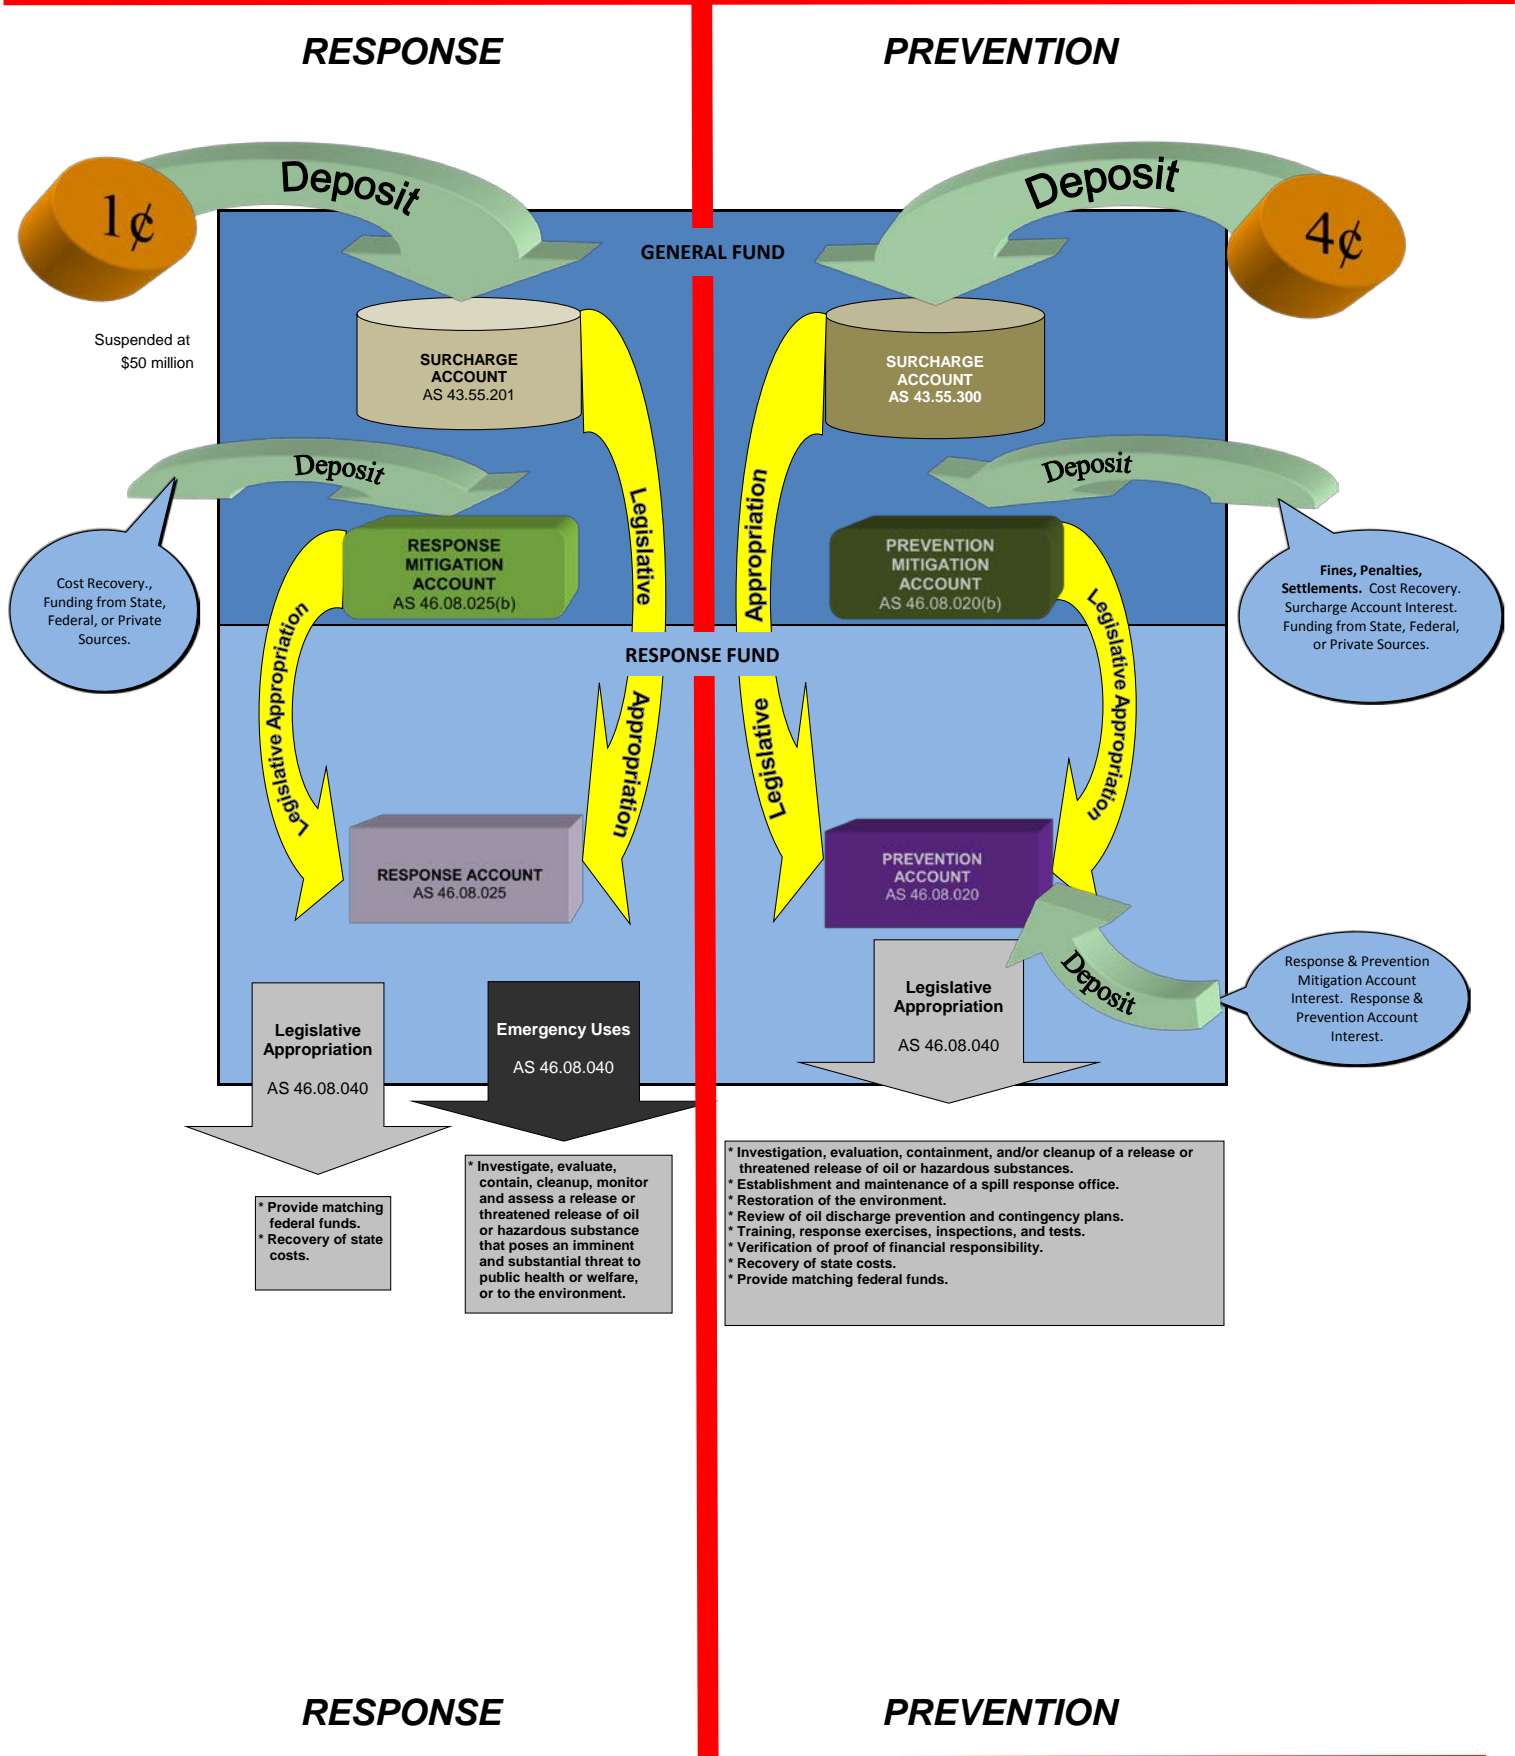 RESPONSE
PREVENTION
1¢
Deposit
Deposit
4¢
GENERAL FUND
Suspended at
$50 million
SURCHARGE
ACCOUNT
AS 43.55.201
SURCHARGE
ACCOUNT
AS 43.55.300
Deposit
Deposit
Legislative
Appropriation
Appropriation
Legislative
Cost Recovery.,
Funding from State,
Federal, or Private
Sources.
RESPONSE
MITIGATION
ACCOUNT
AS 46.08.025(b)
PREVENTION
MITIGATION
ACCOUNT
AS 46.08.020(b)
Fines, Penalties,
Settlements. Cost Recovery.
Surcharge Account Interest.
Funding from State, Federal,
or Private Sources.
Legislative Appropriation
Legislative Appropriation
RESPONSE FUND
RESPONSE ACCOUNT
AS 46.08.025
PREVENTION
ACCOUNT
AS 46.08.020
Deposit
Response & Prevention
Mitigation Account
Interest. Response &
Prevention Account
Interest.
Legislative
Appropriation
AS 46.08.040
Emergency Uses
AS 46.08.040
Legislative
Appropriation
AS 46.08.040
* Provide matching
federal funds.
* Recovery of state
costs.
* Investigate, evaluate,
contain, cleanup, monitor
and assess a release or
threatened release of oil
or hazardous substance
that poses an imminent
and substantial threat to
public health or welfare,
or to the environment.
* Investigation, evaluation, containment, and/or cleanup of a release or
threatened release of oil or hazardous substances.
* Establishment and maintenance of a spill response office.
* Restoration of the environment.
* Review of oil discharge prevention and contingency plans.
* Training, response exercises, inspections, and tests.
* Verification of proof of financial responsibility.
* Recovery of state costs.
* Provide matching federal funds.
RESPONSE
PREVENTION